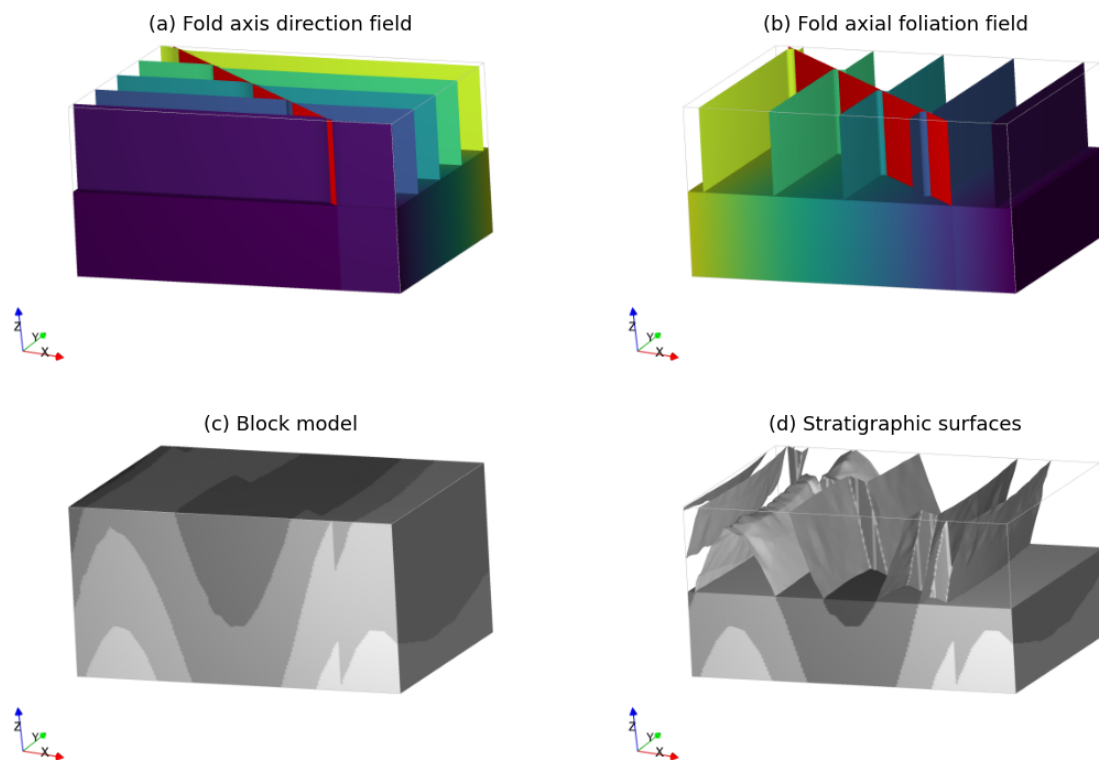 (a) Fold axis direction field
(b) Fold axial foliation field
Z
Y
X
Z
Y
X
(c) Block model
(d) Stratigraphic surfaces
Z
Y
X
Z
Y
X